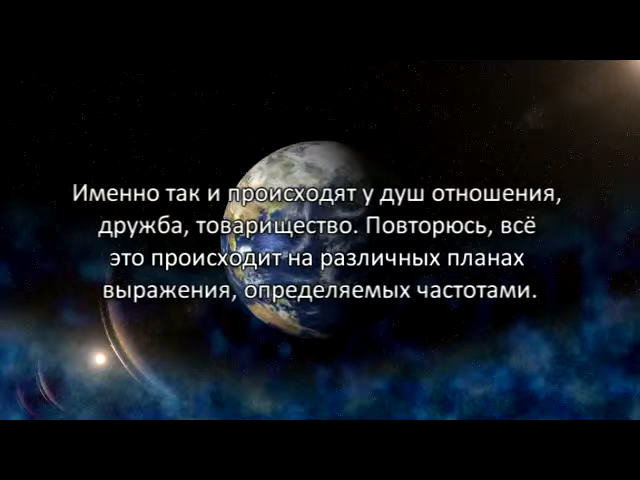 Именно так и происходят у душ отношения,
дружба, товарищество. Повторюсь, всё
это происходит на различных планах
выражения, определяемых частотами.